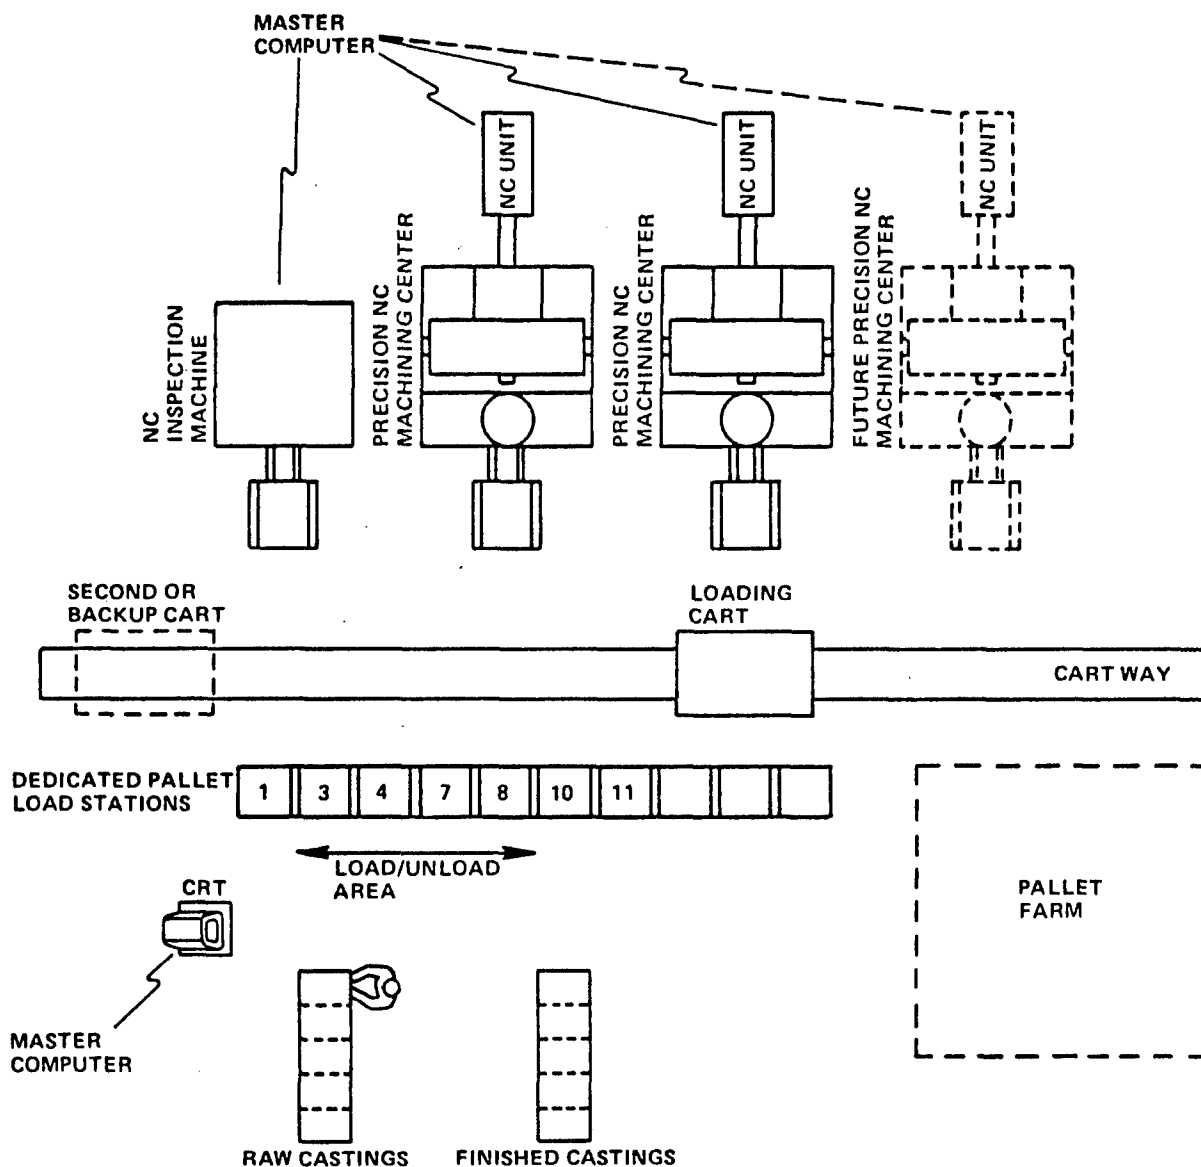 MASTER
COMPUTER
NC UNIT
NC UNIT
NC UNIT
NC
INSPECTION
MACHINE
PRECISION NC
MACHINING CENTER
PRECISION NC
MACHINING CENTER
FUTURE PRECISION NC
MACHINING CENTER
SECOND OR
BACKUP CART
LOADING
CART
CART WAY
DEDICATED PALLET
LOAD STATIONS
1 3 4 7 8 10 11
LOAD/UNLOAD
AREA
CRT
PALLET
FARM
MASTER
COMPUTER
RAW CASTINGS
FINISHED CASTINGS